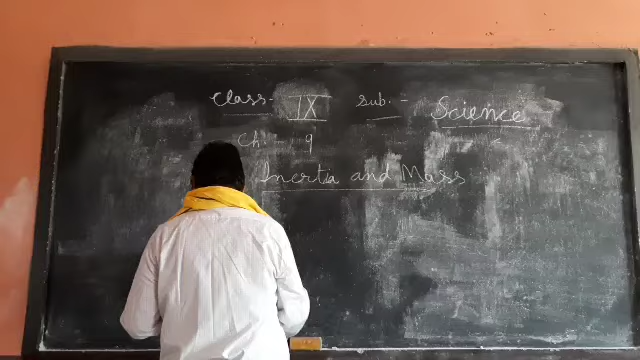 Class- IX sub. - Science
Ch. - 9
Inertia and Mass